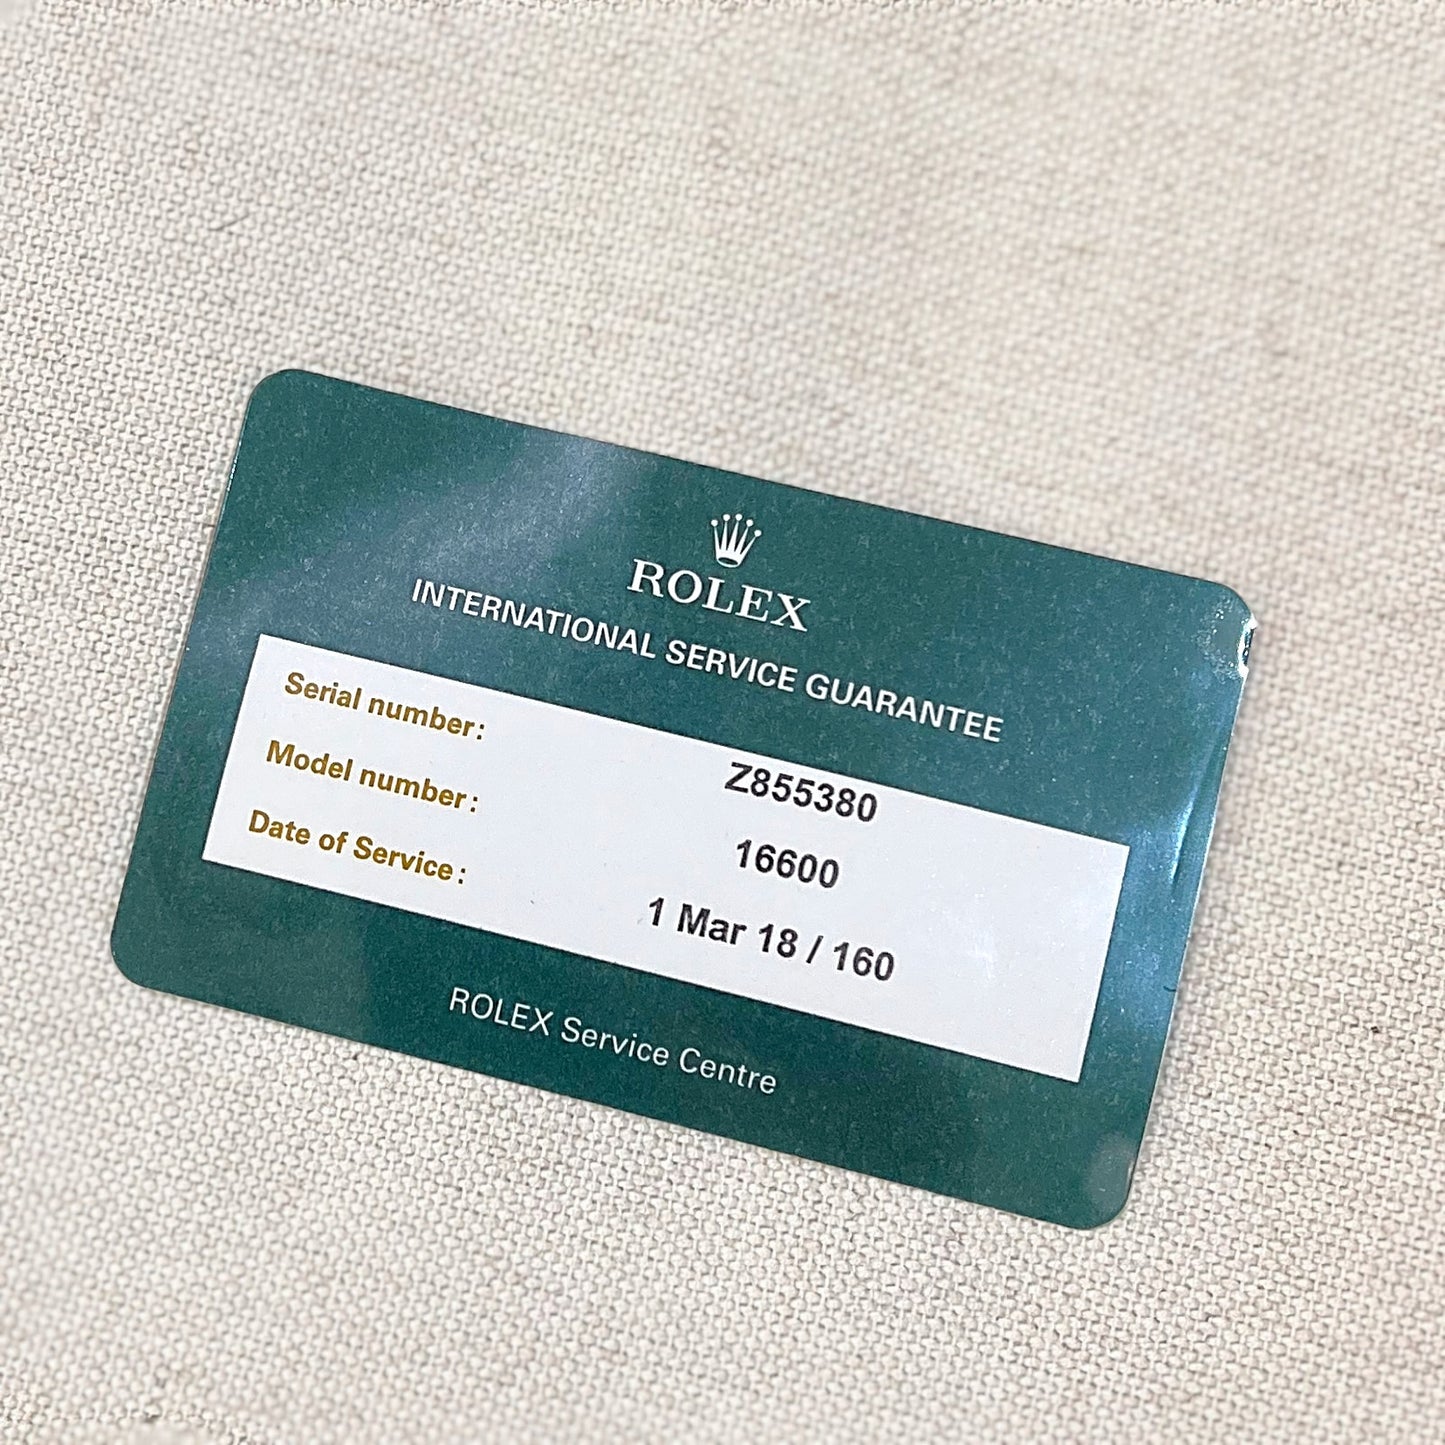 ROLEX
INTERNATIONAL SERVICE GUARANTEE
Serial number: Z855380
Model number: 16600
Date of Service: 1 Mar 18 / 160
ROLEX Service Centre